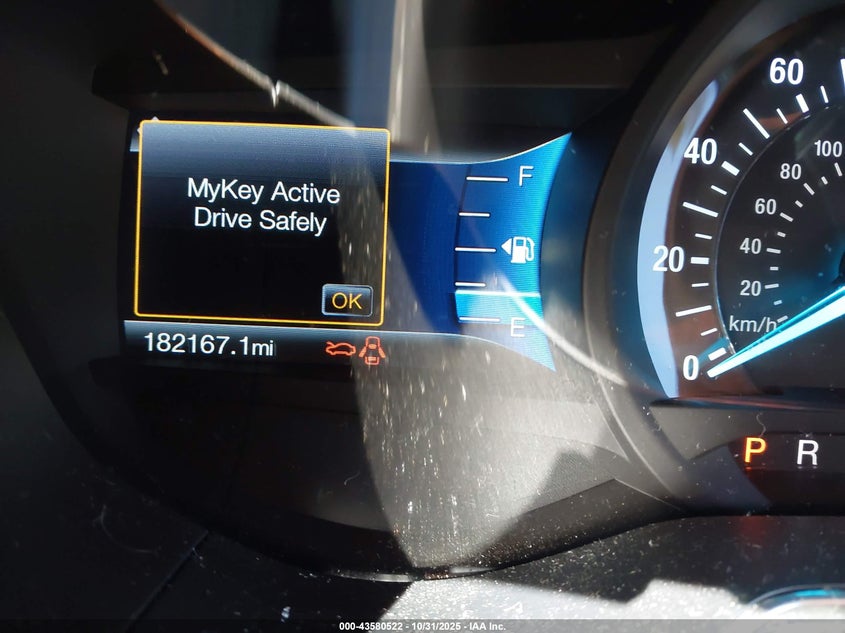 MyKey Active
Drive Safely
OK
182167.1mi
F
E
60
40
20
0
100
80
60
40
20
km/h
P R
000-43580522 - 10/31/2025 - IAA Inc.